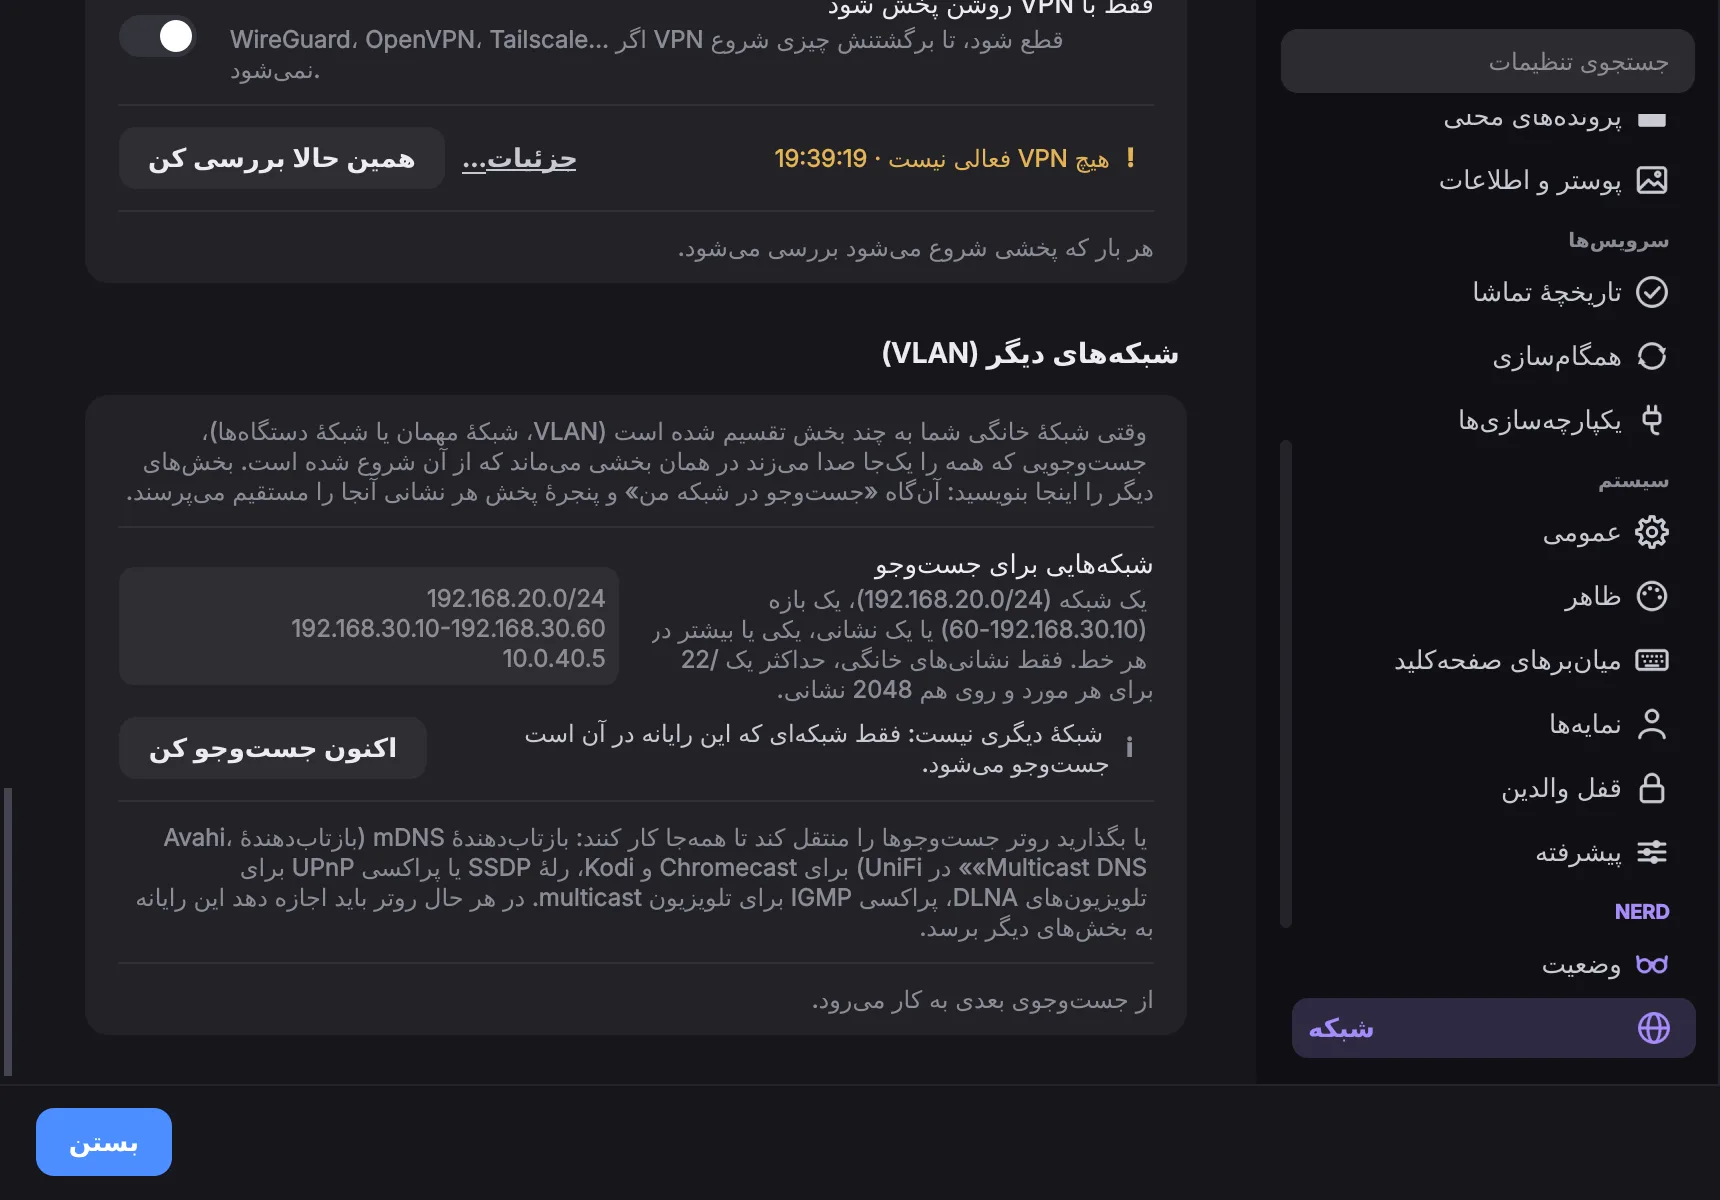 جستجوی تنظیمات
پرونده‌های محلی
پوستر و اطلاعات
سرویس‌ها
تاریخچهٔ تماشا
همگام‌سازی
یکپارچه‌سازی‌ها
سیستم
عمومی
ظاهر
میان‌برهای صفحه‌کلید
نمایه‌ها
قفل والدین
پیشرفته
NERD
وضعیت
شبکه
فقط با VPN روشن پخش شود
WireGuard، OpenVPN، Tailscale… اگر VPN قطع شود، تا برگشتنش چیزی شروع
نمی‌شود.
! هیچ VPN فعالی نیست · 19:39:19
جزئیات...
همین حالا بررسی کن
هر بار که پخشی شروع می‌شود بررسی می‌شود.
شبکه‌های دیگر (VLAN)
وقتی شبکهٔ خانگی شما به چند بخش تقسیم شده است (VLAN، شبکهٔ مهمان یا شبکهٔ دستگاه‌ها)،
جست‌وجویی که همه را یک‌جا صدا می‌زند در همان بخشی می‌ماند که از آن شروع شده است. بخش‌های
دیگر را اینجا بنویسید: آن‌گاه «جست‌وجو در شبکه من» و پنجرهٔ پخش هر نشانی آنجا را مستقیم می‌پرسند.
شبکه‌هایی برای جست‌وجو
یک شبکه (192.168.20.0/24)، یک بازه
(192.168.30.10-60) یا یک نشانی، یکی یا بیشتر در
هر خط. فقط نشانی‌های خانگی، حداکثر یک /22
برای هر مورد و روی هم 2048 نشانی.
192.168.20.0/24
192.168.30.10-192.168.30.60
10.0.40.5
شبکهٔ دیگری نیست: فقط شبکه‌ای که این رایانه در آن است
جست‌وجو می‌شود.
اکنون جست‌وجو کن
یا بگذارید روتر جست‌وجوها را منتقل کند تا همه‌جا کار کنند: بازتاب‌دهندهٔ mDNS (بازتاب‌دهندهٔ Avahi،
«Multicast DNS» در UniFi) برای Chromecast و Kodi، رلهٔ SSDP یا پراکسی UPnP برای
تلویزیون‌های DLNA، پراکسی IGMP برای تلویزیون multicast. در هر حال روتر باید اجازه دهد این رایانه
به بخش‌های دیگر برسد.
از جست‌وجوی بعدی به کار می‌رود.
بستن